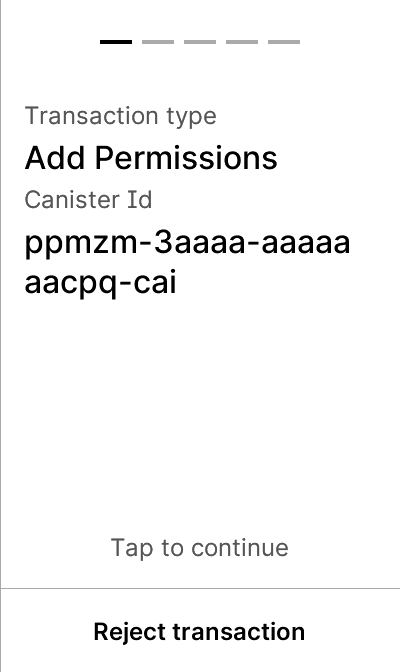 Transaction type
Add Permissions
Canister Id
ppmzm-3aaaa-aaaaa
aacpq-cai
Tap to continue
Reject transaction